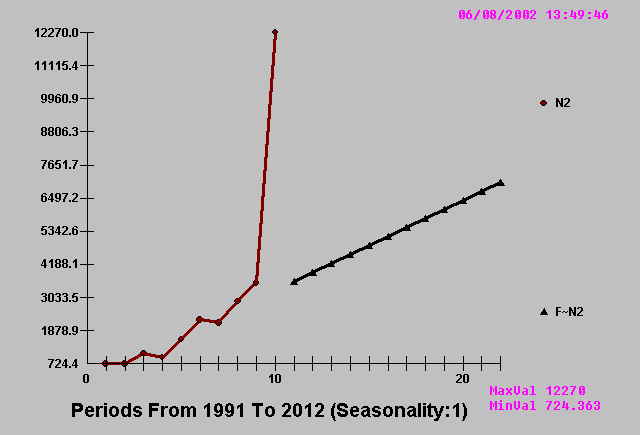 06/08/2002 13:49:46
12270.0
11115.4
9960.9
8806.3
7651.7
6497.2
5342.6
4188.1
3033.5
1878.9
724.4
N2
F~N2
0 10 20
MaxVal 12270
MinVal 724.363
Periods From 1991 To 2012 (Seasonality:1)